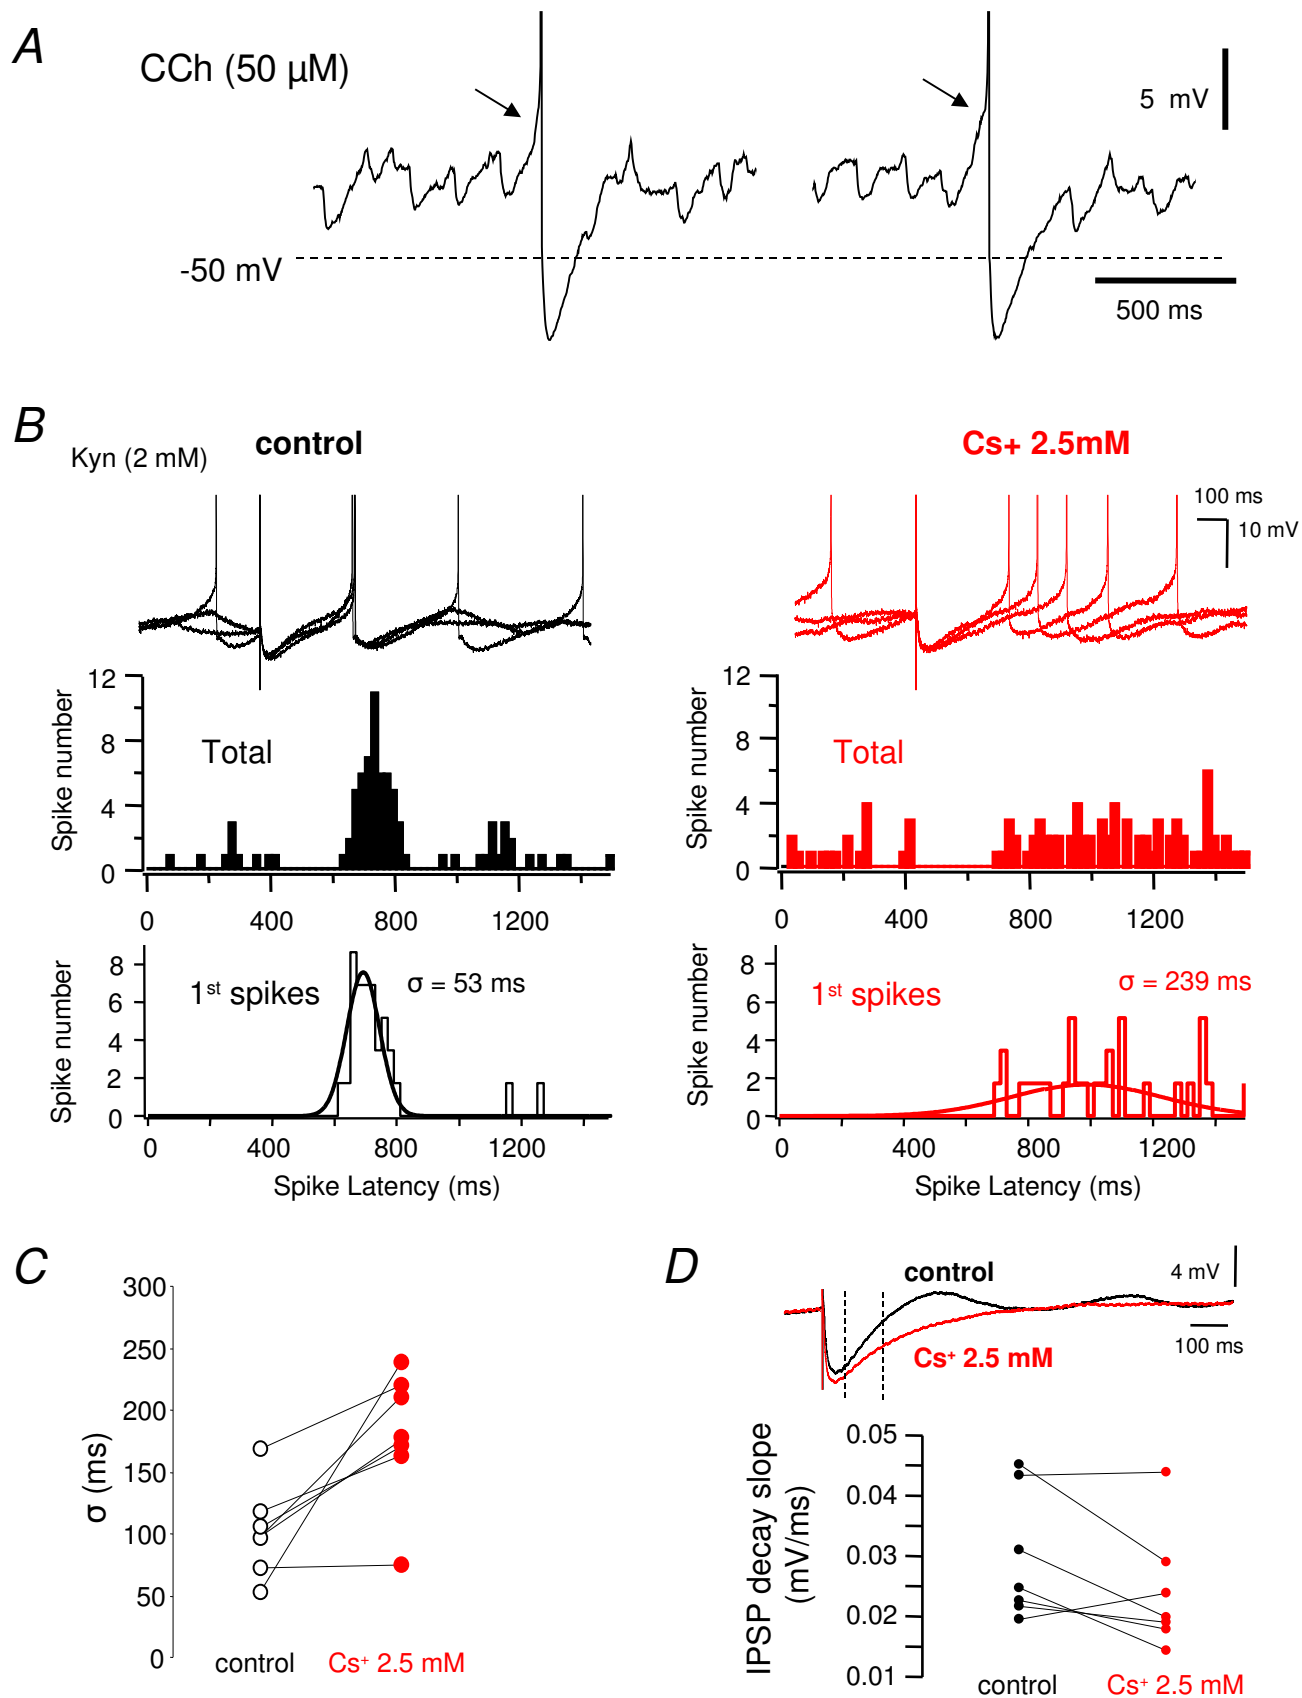 A
CCh (50 µM)
5 mV
-50 mV
500 ms
B
Kyn (2 mM)
control
Cs+ 2.5mM
100 ms
10 mV
12
8
4
0
Spike number
Total
0
400
800
1200
12
8
4
0
Spike number
Total
0
400
800
1200
8
6
4
2
0
Spike number
1st spikes
σ = 53 ms
0
400
800
1200
Spike Latency (ms)
8
6
4
2
0
Spike number
1st spikes
σ = 239 ms
0
400
800
1200
Spike Latency (ms)
C
300
250
200
150
100
50
0
σ (ms)
control
Cs+ 2.5 mM
D
control
4 mV
Cs+ 2.5 mM
100 ms
0.05
0.04
0.03
0.02
0.01
IPSP decay slope
(mV/ms)
control
Cs+ 2.5 mM